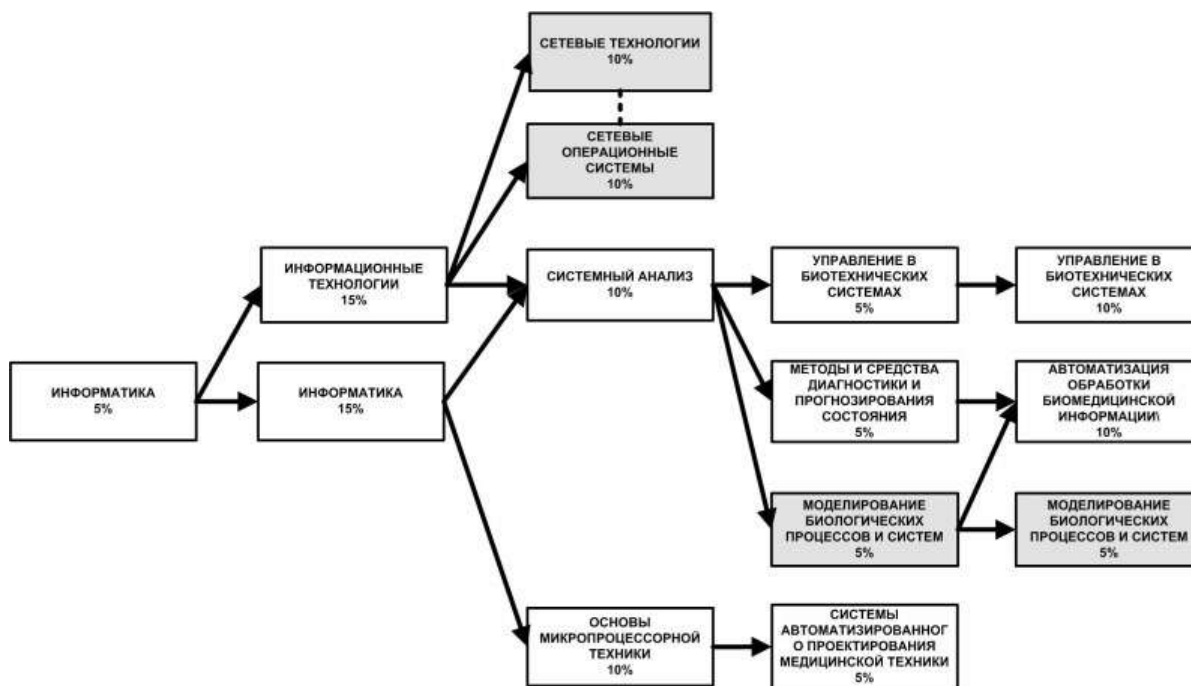 СЕТЕВЫЕ ТЕХНОЛОГИИ
10%
СЕТЕВЫЕ
ОПЕРАЦИОННЫЕ
СИСТЕМЫ
10%
ИНФОРМАЦИОННЫЕ
ТЕХНОЛОГИИ
15%
СИСТЕМНЫЙ АНАЛИЗ
10%
УПРАВЛЕНИЕ В
БИОТЕХНИЧЕСКИХ
СИСТЕМАХ
5%
УПРАВЛЕНИЕ В
БИОТЕХНИЧЕСКИХ
СИСТЕМАХ
10%
ИНФОРМАТИКА
5%
ИНФОРМАТИКА
15%
МЕТОДЫ И СРЕДСТВА
ДИАГНОСТИКИ И
ПРОГНОЗИРОВАНИЯ
СОСТОЯНИЯ
5%
АВТОМАТИЗАЦИЯ
ОБРАБОТКИ
БИОМЕДИЦИНСКОЙ
ИНФОРМАЦИИ\
10%
МОДЕЛИРОВАНИЕ
БИОЛОГИЧЕСКИХ
ПРОЦЕССОВ И СИСТЕМ
5%
МОДЕЛИРОВАНИЕ
БИОЛОГИЧЕСКИХ
ПРОЦЕССОВ И СИСТЕМ
5%
ОСНОВЫ
МИКРОПРОЦЕССОРНОЙ
ТЕХНИКИ
10%
СИСТЕМЫ
АВТОМАТИЗИРОВАННОГ
О ПРОЕКТИРОВАНИЯ
МЕДИЦИНСКОЙ ТЕХНИКИ
5%